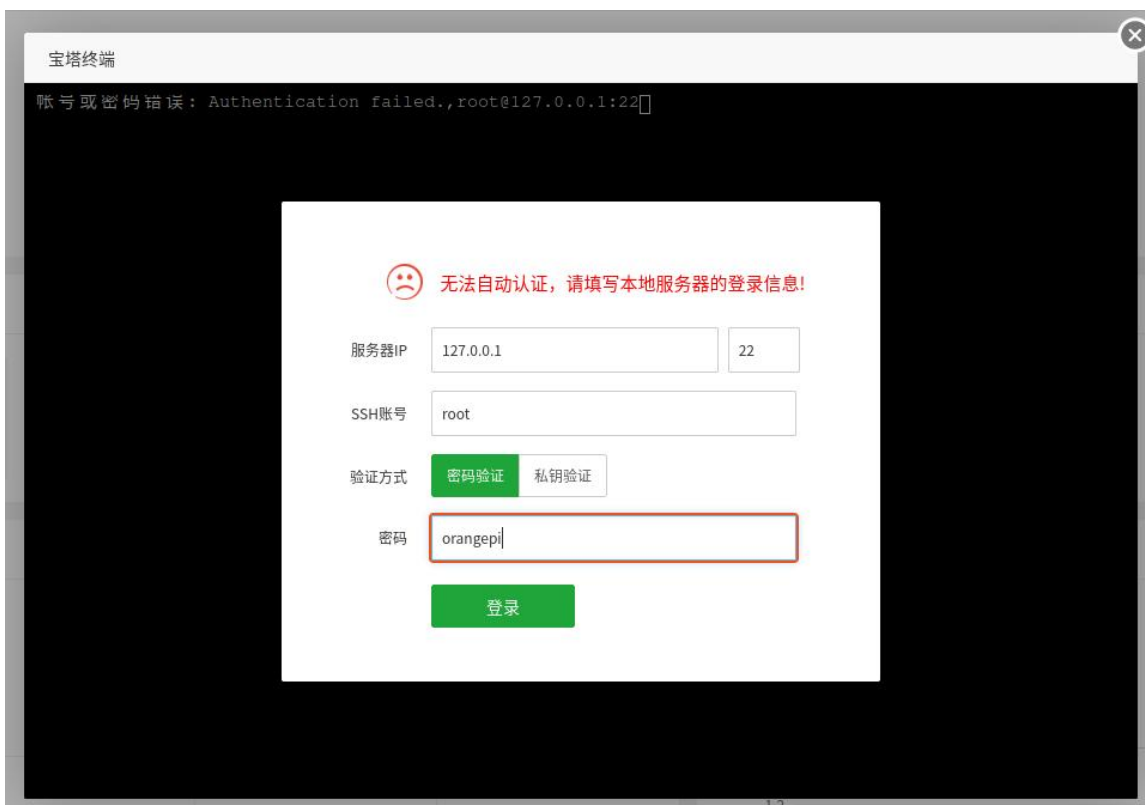 宝塔终端
帐号或密码错误: Authentication failed.,root@127.0.0.1:22
无法自动认证，请填写本地服务器的登录信息!
服务器IP 127.0.0.1 22
SSH账号 root
验证方式 密码验证 私钥验证
密码 orangepi
登录